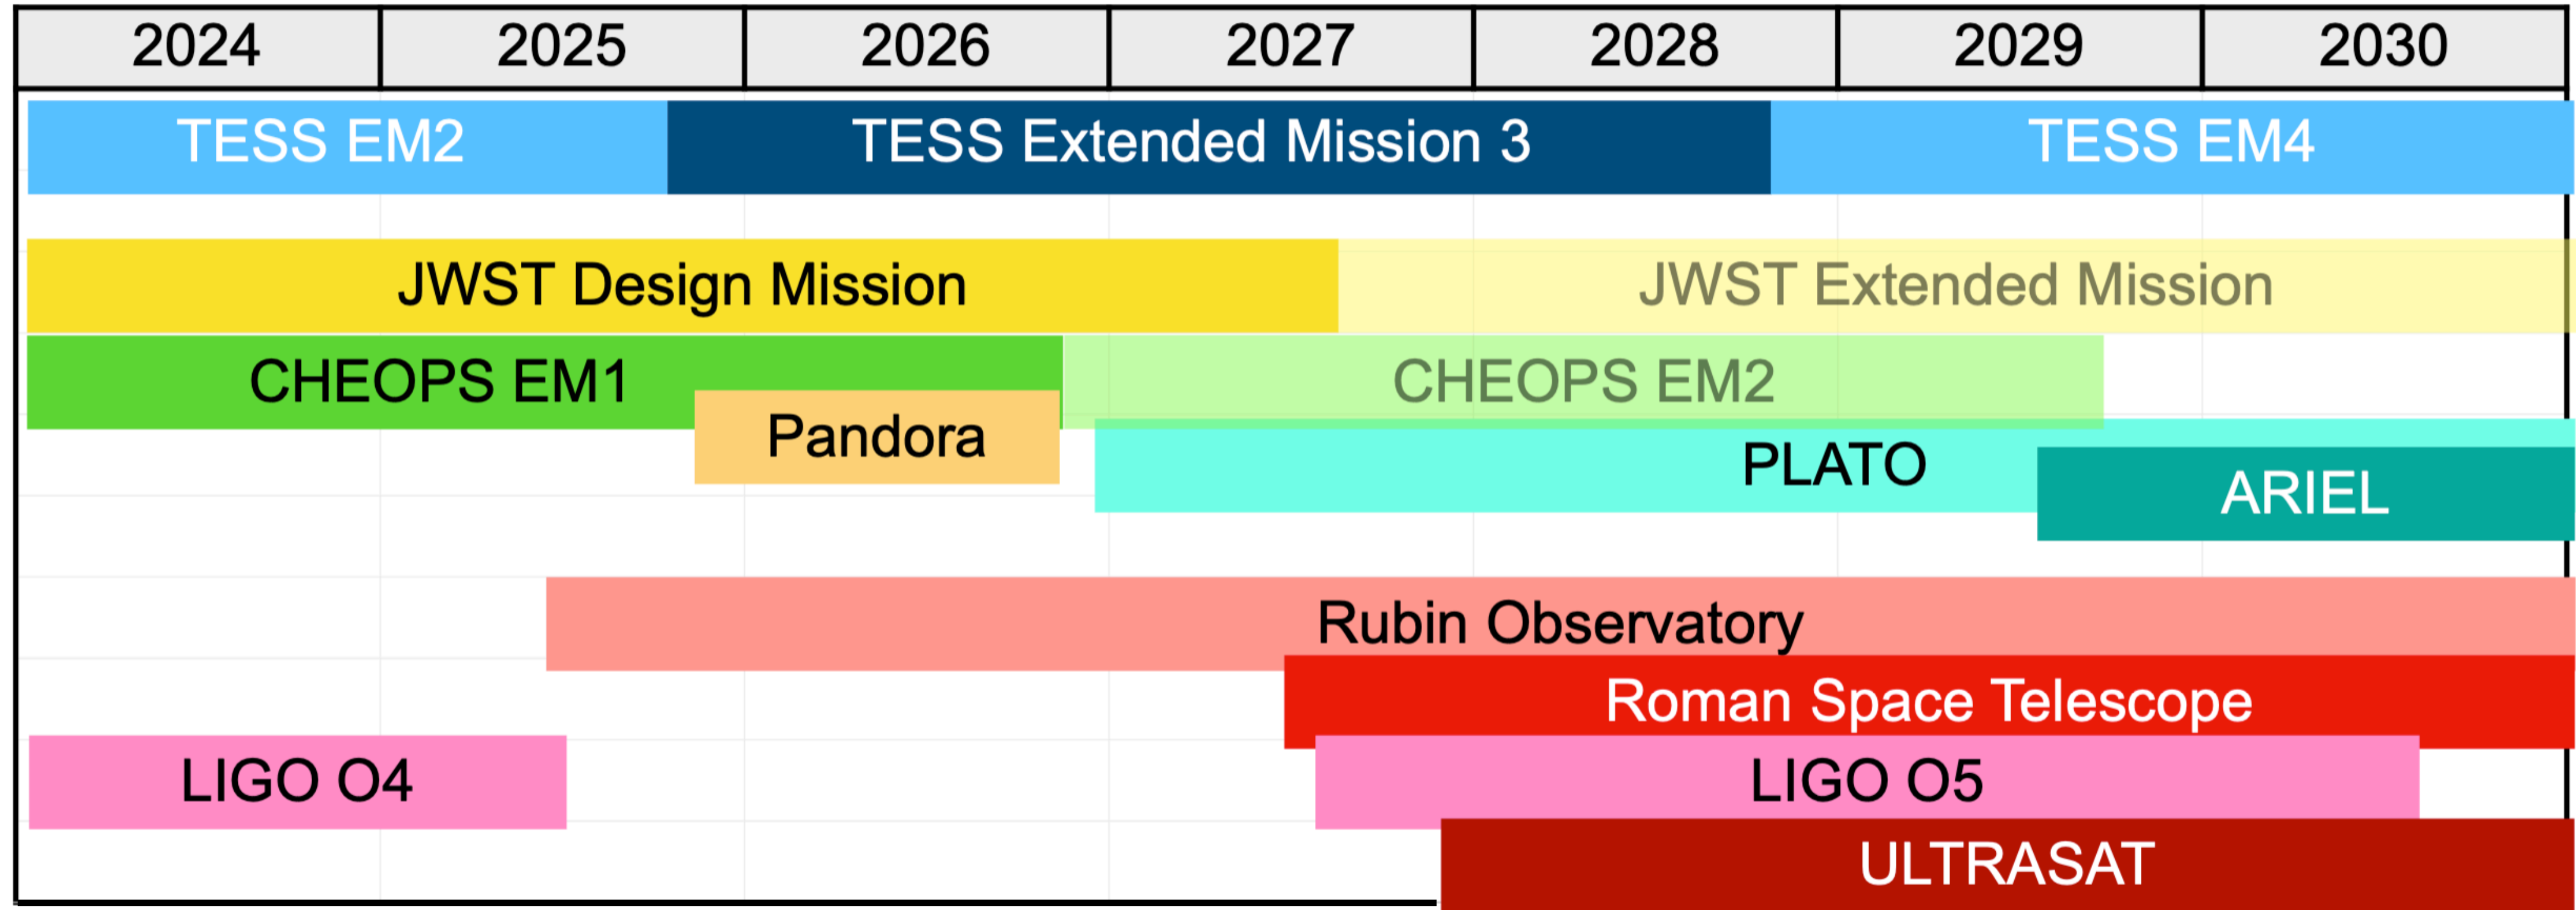 2024 2025 2026 2027 2028 2029 2030
TESS EM2 TESS Extended Mission 3 TESS EM4
JWST Design Mission JWST Extended Mission
CHEOPS EM1 CHEOPS EM2
Pandora
PLATO
ARIEL
Rubin Observatory
Roman Space Telescope
LIGO O4 LIGO O5
ULTRASAT